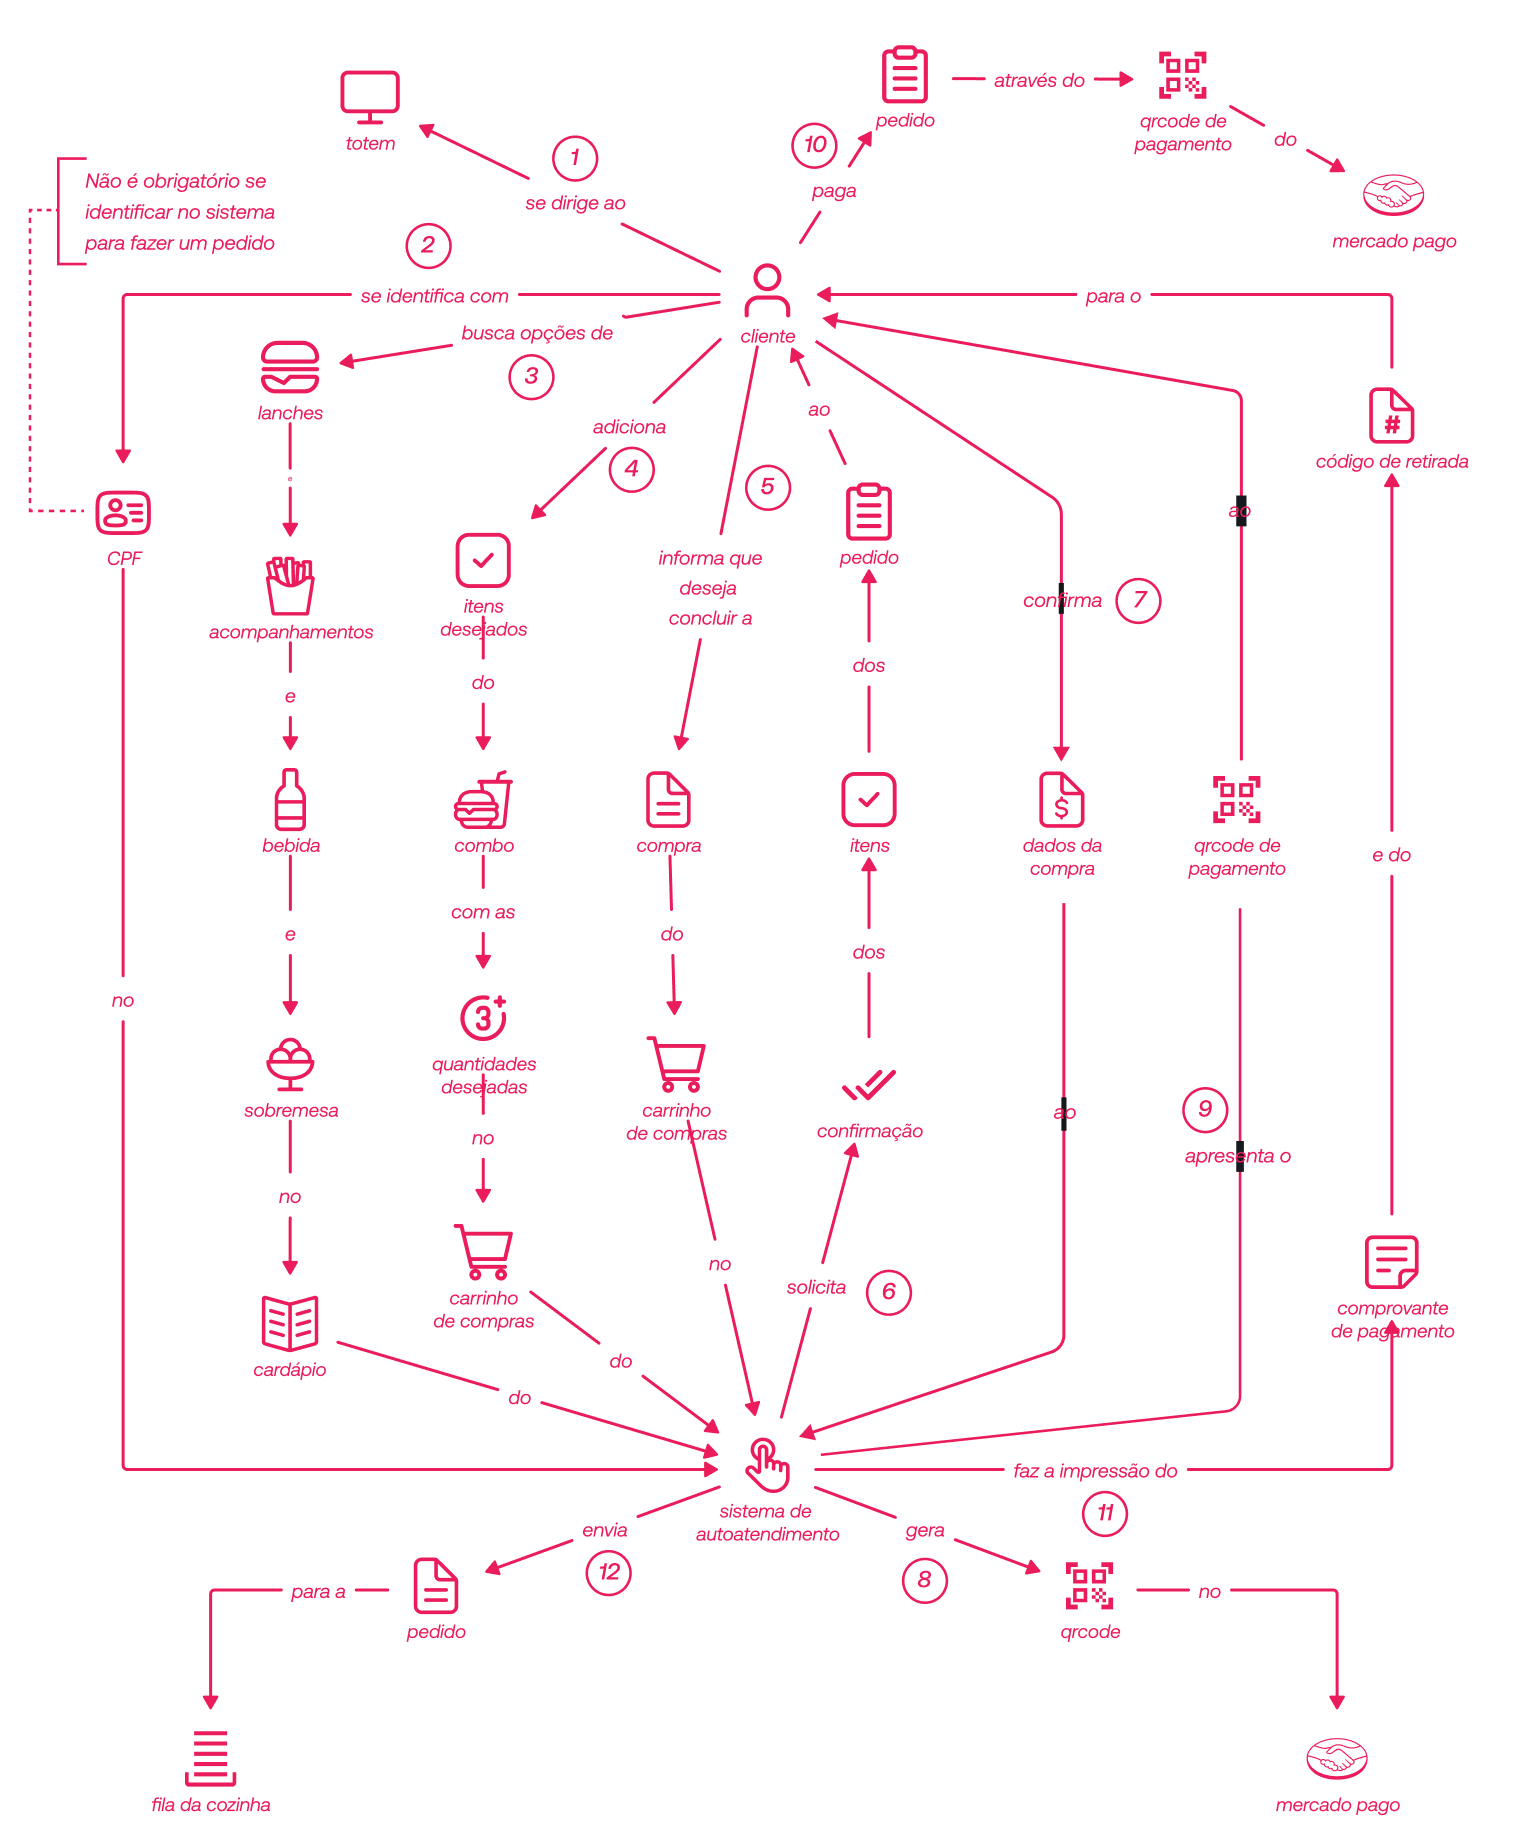 pedido
através do
qrcode de
pagamento
do
mercado pago
totem
1
se dirige ao
10
paga
Não é obrigatório se
identificar no sistema
para fazer um pedido
2
se identifica com
cliente
para o
busca opções de
3
lanches
e
acompanhamentos
e
bebida
e
sobremesa
no
cardápio
do
CPF
no
adiciona
4
itens
desejados
do
combo
com as
3
quantidades
desejadas
no
carrinho
de compras
do
5
informa que
deseja
concluir a
compra
do
carrinho
de compras
no
ao
pedido
dos
itens
dos
confirmação
solicita
6
confirma
7
$
dados da
compra
ao
ao
qrcode de
pagamento
9
apresenta o
#
código de retirada
e do
comprovante
de pagamento
sistema de
autoatendimento
faz a impressão do
11
envia
12
pedido
para a
fila da cozinha
gera
8
qrcode
no
mercado pago